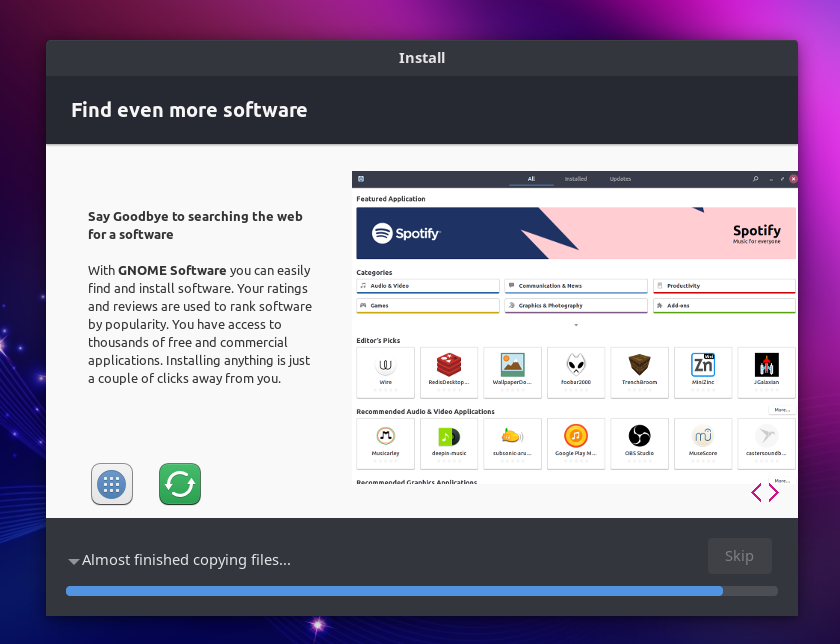 Install
Find even more software
Say Goodbye to searching the web
for a software
With GNOME Software you can easily
find and install software. Your ratings
and reviews are used to rank software
by popularity. You have access to
thousands of free and commercial
applications. Installing anything is just
a couple of clicks away from you.
All Installed Updates
Featured Application
Spotify
Spotify
Music for everyone
Categories
Audio & Video Communication & News Productivity
Games Graphics & Photography Add-ons
Editor's Picks
Wire RedisDesktop... WallpaperDo... foobar2000 TrenchBroom MiniZinc JGalaxian
Zn
Mini
More...
Recommended Audio & Video Applications
Musicarley deepin-music subsonic-aru... Google Play M... OBS Studio MuseScore castersoundb...
More...
Recommended Graphics Applications
Almost finished copying files...
Skip